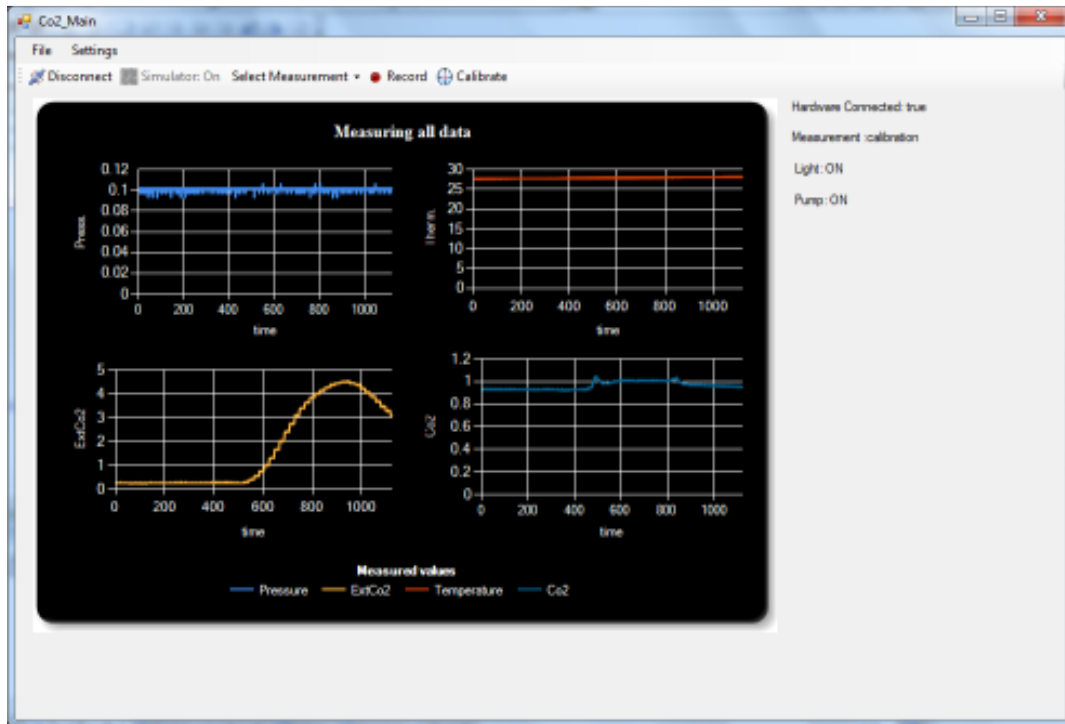 Co2_Main
File Settings
Disconnect Simulator: On Select Measurement Record Calibrate
Hardware Connected: true
Measurement :calibration
Light: ON
Pump: ON
Measuring all data
0.12
0.1
0.08
0.06
0.04
0.02
0
Press.
0 200 400 600 800 1000
time
30
25
20
15
10
5
0
Therm.
0 200 400 600 800 1000
time
5
4
3
2
1
0
ExtCo2
0 200 400 600 800 1000
time
1.2
1
0.8
0.6
0.4
0.2
0
Co2
0 200 400 600 800 1000
time
Measured values
Pressure ExtCo2 Temperature Co2